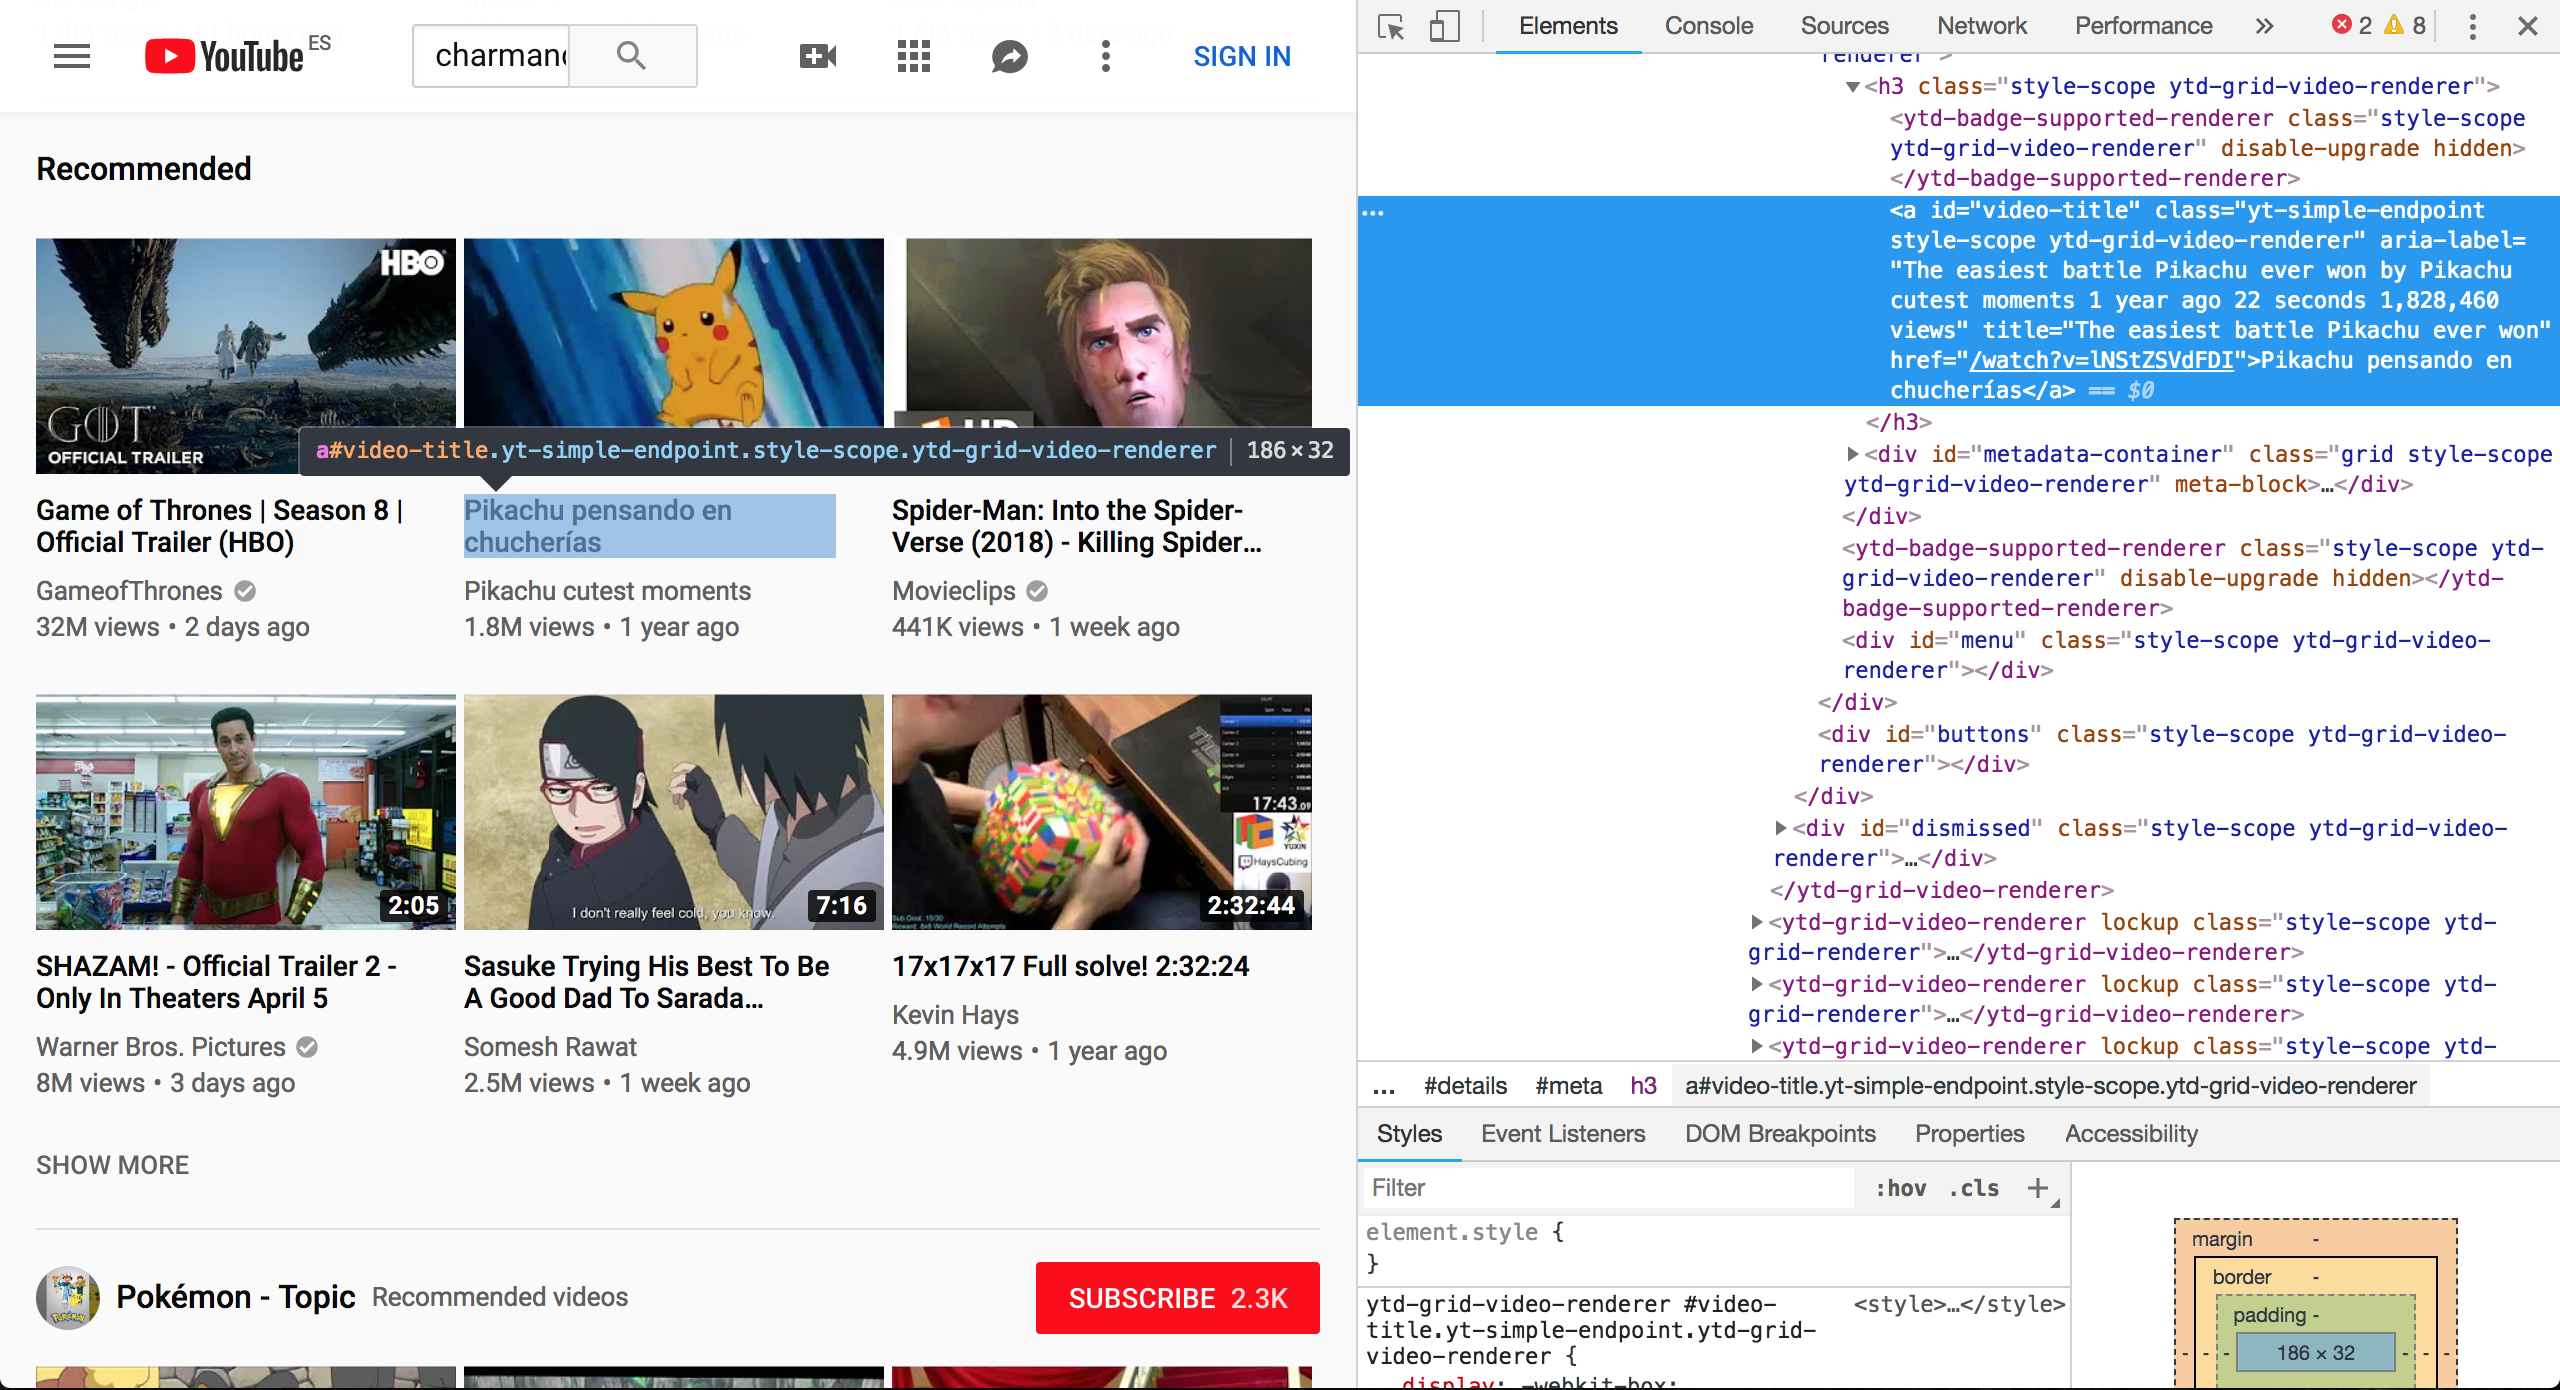 YouTube ES
charmand
SIGN IN
Recommended
HBO
GOT
OFFICIAL TRAILER
HD
a#video-title.yt-simple-endpoint.style-scope.ytd-grid-video-renderer | 186 × 32
Game of Thrones | Season 8 |
Official Trailer (HBO)
GameofThrones
32M views • 2 days ago
Pikachu pensando en
chucherías
Pikachu cutest moments
1.8M views • 1 year ago
Spider-Man: Into the Spider-
Verse (2018) - Killing Spider...
Movieclips
441K views • 1 week ago
2:05
I don't really feel cold, you know.
7:16
17:43.09
YUXIN
HaysCubing
2:32:44
SHAZAM! - Official Trailer 2 -
Only In Theaters April 5
Warner Bros. Pictures
8M views • 3 days ago
Sasuke Trying His Best To Be
A Good Dad To Sarada...
Somesh Rawat
2.5M views • 1 week ago
17x17x17 Full solve! 2:32:24
Kevin Hays
4.9M views • 1 year ago
SHOW MORE
Pokémon - Topic Recommended videos
SUBSCRIBE 2.3K
Elements Console Sources Network Performance » 2 8
renderer">
<h3 class="style-scope ytd-grid-video-renderer">
<ytd-badge-supported-renderer class="style-scope
ytd-grid-video-renderer" disable-upgrade hidden>
</ytd-badge-supported-renderer>
... <a id="video-title" class="yt-simple-endpoint
style-scope ytd-grid-video-renderer" aria-label=
"The easiest battle Pikachu ever won by Pikachu
cutest moments 1 year ago 22 seconds 1,828,460
views" title="The easiest battle Pikachu ever won"
href="/watch?v=lNStZSVdFDI">Pikachu pensando en
chucherías</a> == $0
</h3>
<div id="metadata-container" class="grid style-scope
ytd-grid-video-renderer" meta-block>…</div>
</div>
<ytd-badge-supported-renderer class="style-scope ytd-
grid-video-renderer" disable-upgrade hidden></ytd-
badge-supported-renderer>
<div id="menu" class="style-scope ytd-grid-video-
renderer"></div>
</div>
<div id="buttons" class="style-scope ytd-grid-video-
renderer"></div>
</div>
<div id="dismissed" class="style-scope ytd-grid-video-
renderer">…</div>
</ytd-grid-video-renderer>
<ytd-grid-video-renderer lockup class="style-scope ytd-
grid-renderer">…</ytd-grid-video-renderer>
<ytd-grid-video-renderer lockup class="style-scope ytd-
grid-renderer">…</ytd-grid-video-renderer>
<ytd-grid-video-renderer lockup class="style-scope ytd-
... #details #meta h3 a#video-title.yt-simple-endpoint.style-scope.ytd-grid-video-renderer
Styles Event Listeners DOM Breakpoints Properties Accessibility
Filter :hov .cls +
element.style {
}
ytd-grid-video-renderer #video- <style>…</style>
title.yt-simple-endpoint.ytd-grid-
video-renderer {
display: -webkit-box;
margin -
border -
padding -
- - - 186 × 32 - - -